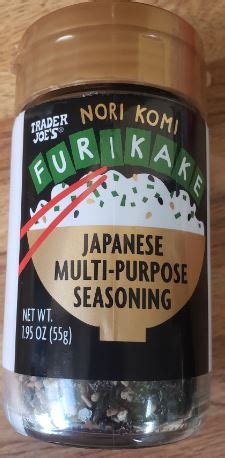 TRADER
JOE'S®
NORI KOMI
FURIKAKE
JAPANESE
MULTI-PURPOSE
SEASONING
NET WT.
1.95 OZ (55g)